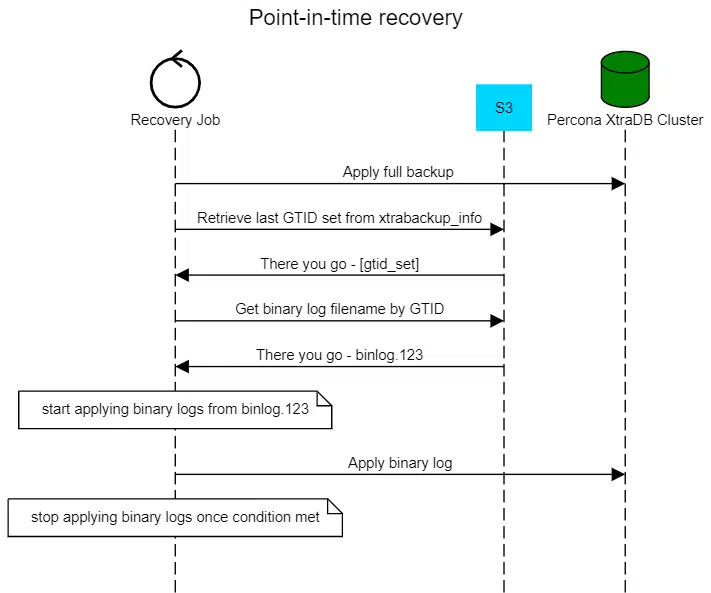 Point-in-time recovery
Recovery Job
S3
Percona XtraDB Cluster
Apply full backup
Retrieve last GTID set from xtrabackup_info
There you go - [gtid_set]
Get binary log filename by GTID
There you go - binlog.123
start applying binary logs from binlog.123
Apply binary log
stop applying binary logs once condition met